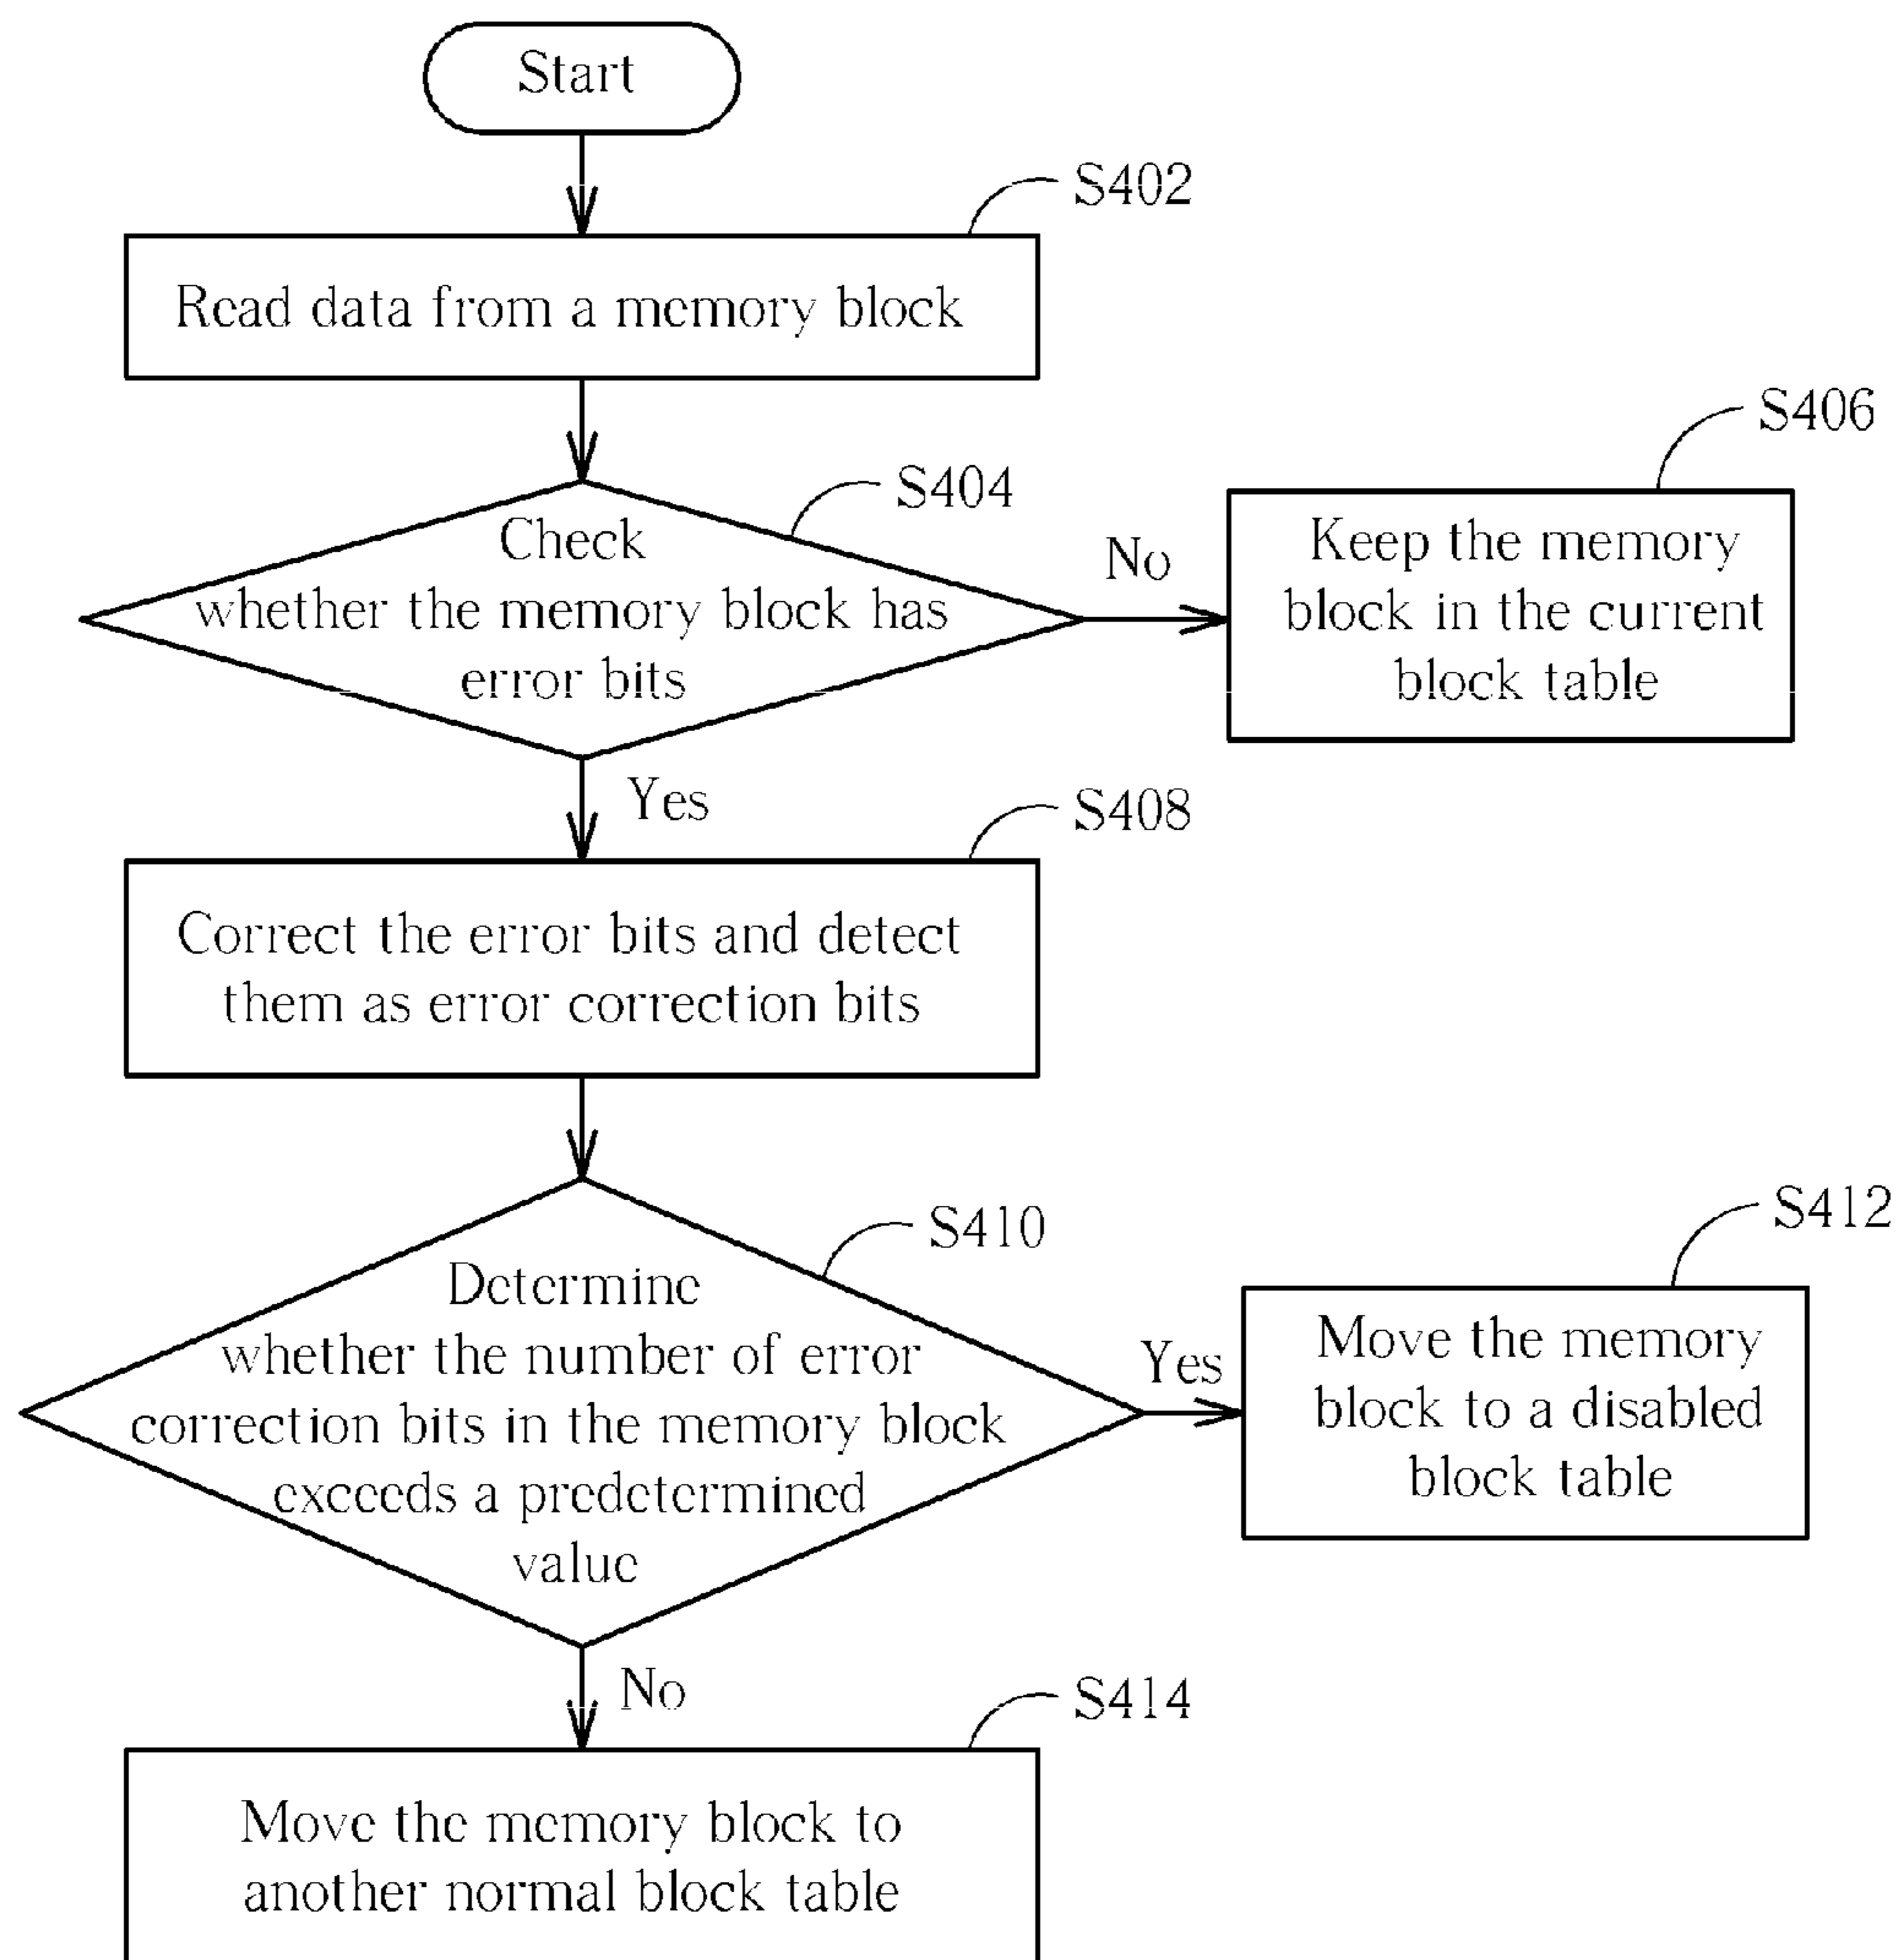 Start
S402
Read data from a memory block
S406
S404
Check
whether the memory block has
error bits
No
Keep the memory
block in the current
block table
Yes
S408
Correct the error bits and detect
them as error correction bits
S410
S412
Determine
whether the number of error
correction bits in the memory block
exceeds a predetermined
value
Yes
Move the memory
block to a disabled
block table
No
S414
Move the memory block to
another normal block table